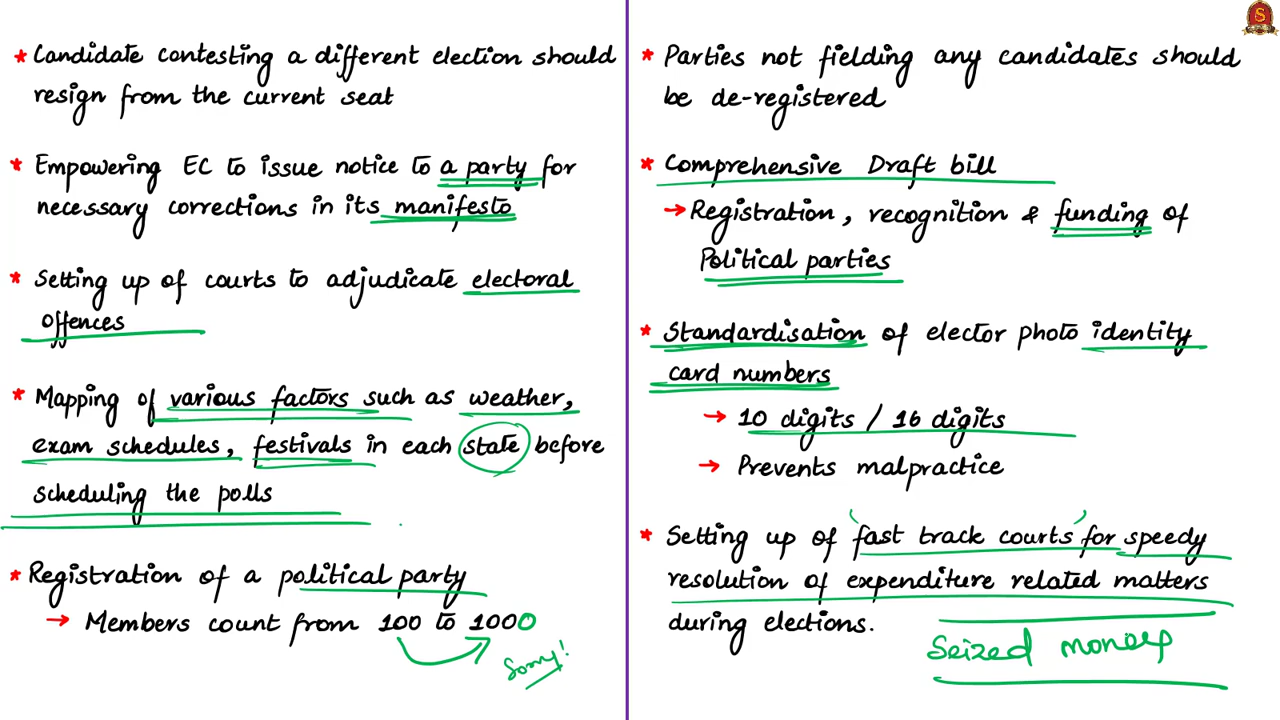 * Candidate contesting a different election should
resign from the current seat
* Empowering EC to issue notice to a party for
necessary corrections in its manifesto
* Setting up of courts to adjudicate electoral
offences
* Mapping of various factors such as weather,
exam schedules, festivals in each state before
scheduling the polls
* Registration of a political party
→ Members count from 100 to 1000
Sorry!
* Parties not fielding any candidates should
be de-registered
* Comprehensive Draft bill
→ Registration, recognition & funding of
Political parties
* Standardisation of elector photo identity
card numbers
→ 10 digits / 16 digits
→ Prevents malpractice
* Setting up of fast track courts for speedy
resolution of expenditure related matters
during elections.
Seized money
S